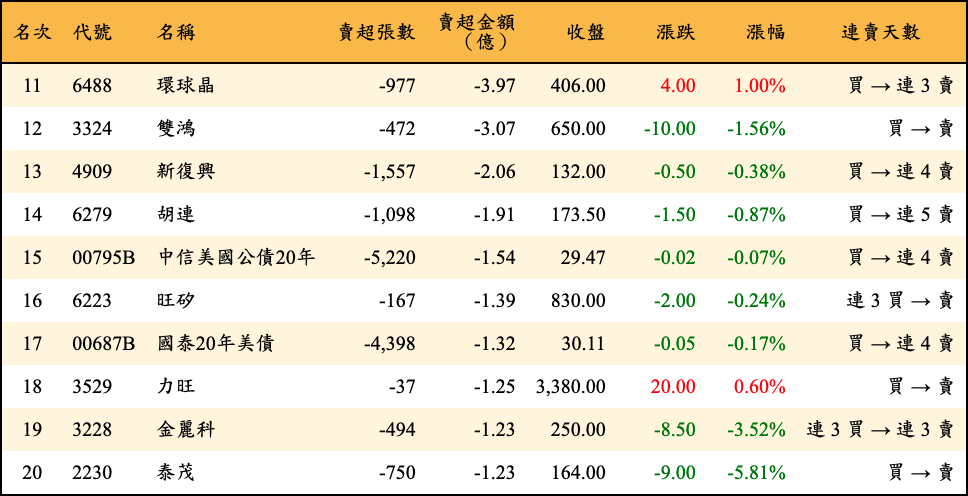 名次 代號 名稱 賣超張數 賣超金額（億） 收盤 漲跌 漲幅 連賣天數
11 6488 環球晶 -977 -3.97 406.00 4.00 1.00% 買 → 連 3 賣
12 3324 雙鴻 -472 -3.07 650.00 -10.00 -1.56% 買 → 賣
13 4909 新復興 -1,557 -2.06 132.00 -0.50 -0.38% 買 → 連 4 賣
14 6279 胡連 -1,098 -1.91 173.50 -1.50 -0.87% 買 → 連 5 賣
15 00795B 中信美國公債20年 -5,220 -1.54 29.47 -0.02 -0.07% 買 → 連 4 賣
16 6223 旺矽 -167 -1.39 830.00 -2.00 -0.24% 連 3 買 → 賣
17 00687B 國泰20年美債 -4,398 -1.32 30.11 -0.05 -0.17% 買 → 連 4 賣
18 3529 力旺 -37 -1.25 3,380.00 20.00 0.60% 買 → 賣
19 3228 金麗科 -494 -1.23 250.00 -8.50 -3.52% 連 3 買 → 連 3 賣
20 2230 泰茂 -750 -1.23 164.00 -9.00 -5.81% 買 → 賣